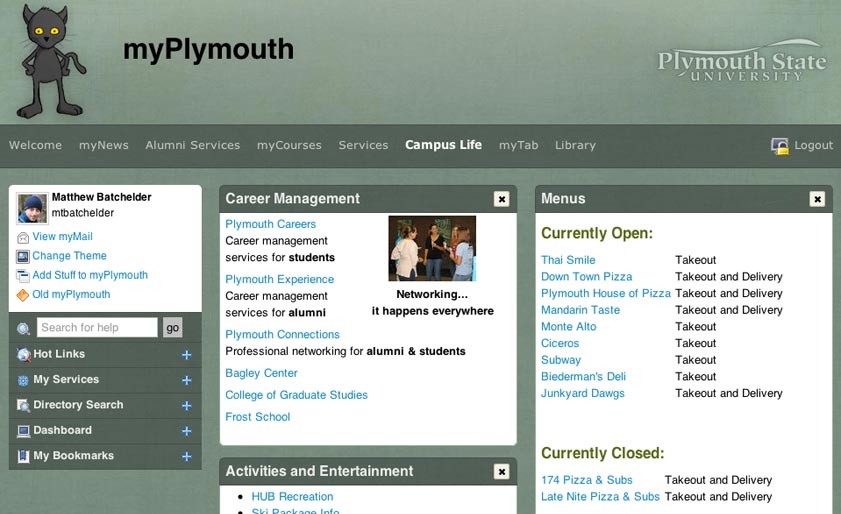 myPlymouth
Plymouth State
UNIVERSITY
Welcome myNews Alumni Services myCourses Services Campus Life myTab Library Logout
Matthew Batchelder
mtbatchelder
View myMail
Change Theme
Add Stuff to myPlymouth
Old myPlymouth
Search for help go
Hot Links
My Services
Directory Search
Dashboard
My Bookmarks
Career Management
Plymouth Careers
Career management
services for students
Plymouth Experience
Career management
services for alumni
Networking...
it happens everywhere
Plymouth Connections
Professional networking for alumni & students
Bagley Center
College of Graduate Studies
Frost School
Activities and Entertainment
HUB Recreation
Ski Package Info
Menus
Currently Open:
Thai Smile Takeout
Down Town Pizza Takeout and Delivery
Plymouth House of Pizza Takeout and Delivery
Mandarin Taste Takeout and Delivery
Monte Alto Takeout
Ciceros Takeout
Subway Takeout
Biederman's Deli Takeout
Junkyard Dawgs Takeout and Delivery
Currently Closed:
174 Pizza & Subs Takeout and Delivery
Late Nite Pizza & Subs Takeout and Delivery